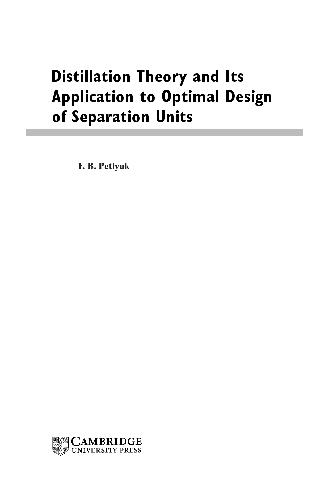 Distillation Theory and Its
Application to Optimal Design
of Separation Units
F. B. Petlyuk
CAMBRIDGE
UNIVERSITY PRESS